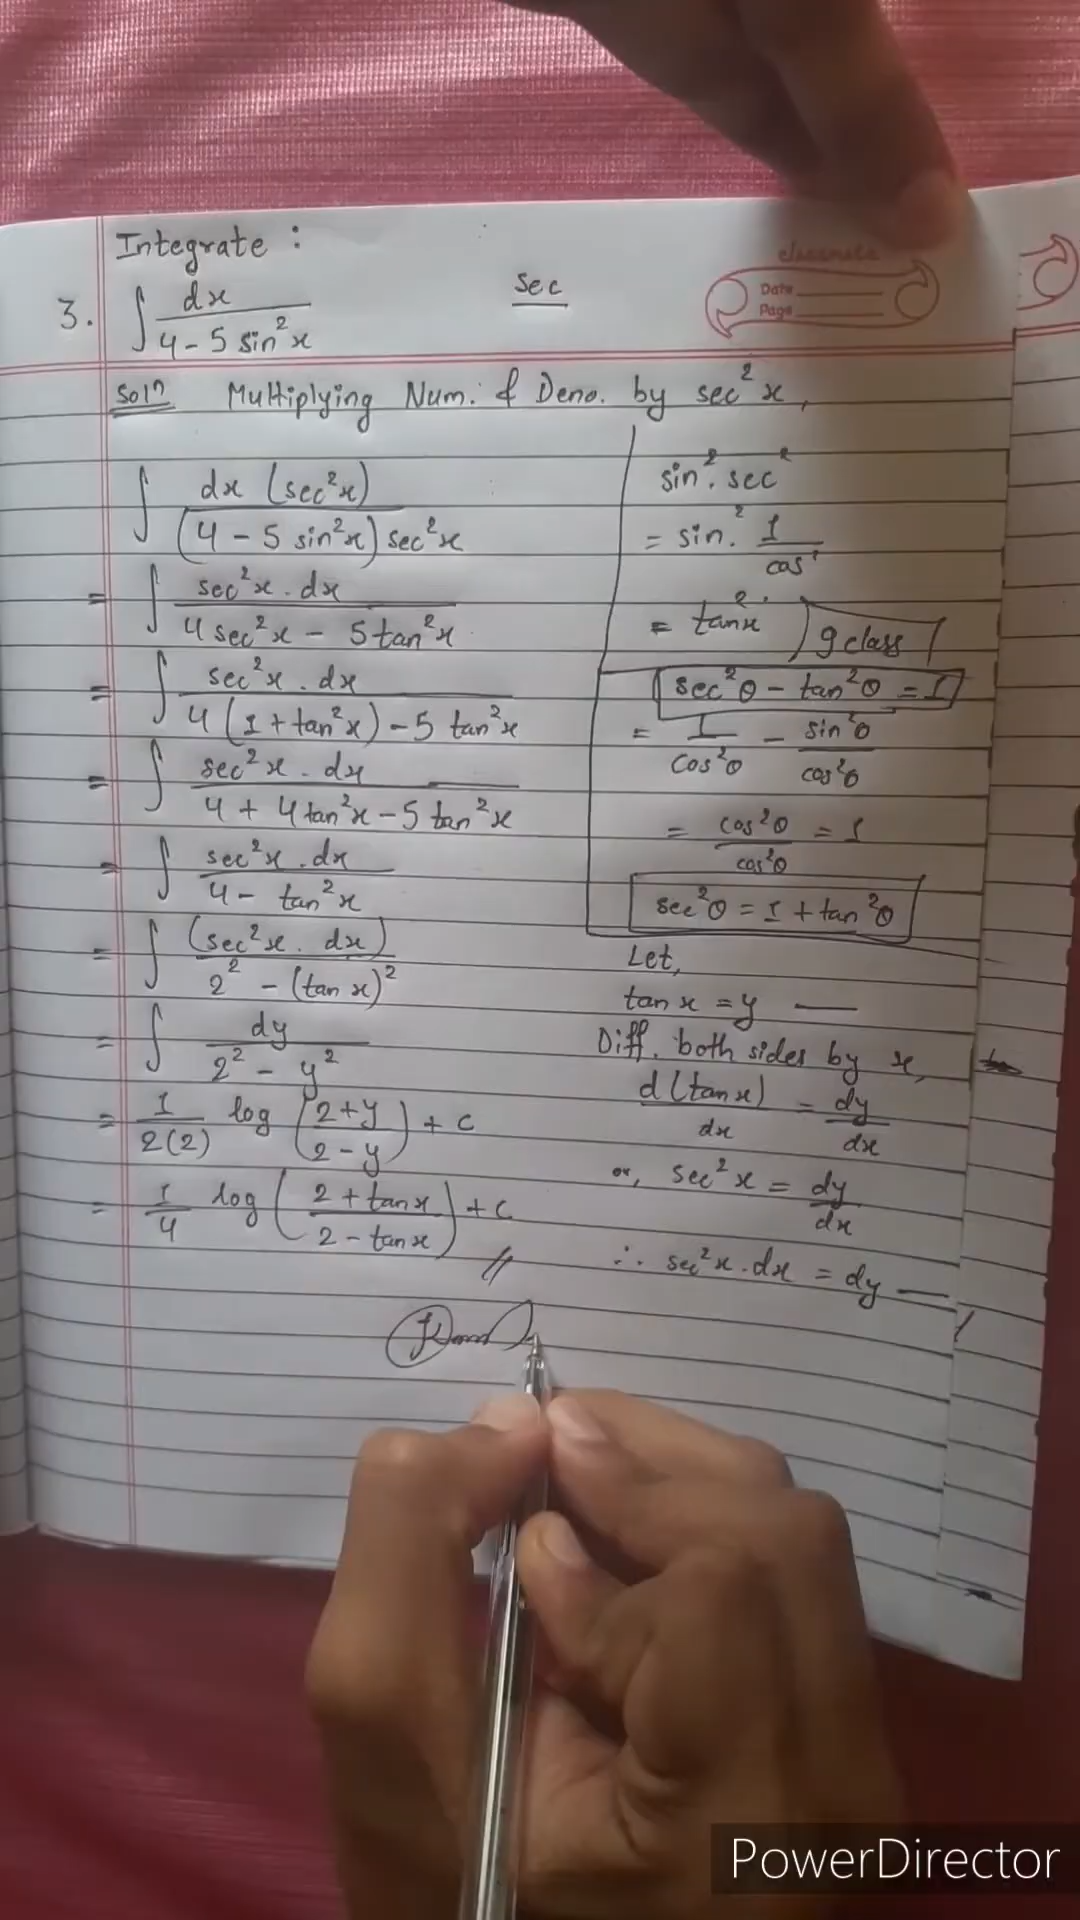 Integrate :
sec
classmate
Date
Page
3. ∫ dx / 4 - 5 sin²x
Solⁿ Multiplying Num. & Deno. by sec²x,
∫ dx (sec²x) / (4 - 5 sin²x) sec²x
= ∫ sec²x . dx / 4 sec²x - 5 tan²x
= ∫ sec²x . dx / 4 (1 + tan²x) - 5 tan²x
= ∫ sec²x . dx / 4 + 4 tan²x - 5 tan²x
= ∫ sec²x . dx / 4 - tan²x
= ∫ (sec²x . dx) / 2² - (tan x)²
= ∫ dy / 2² - y²
= 1 / 2(2) log (2 + y / 2 - y) + c
= 1/4 log (2 + tanx / 2 - tanx) + c //
sin² . sec²
= sin² . 1 / cos²
= tan²x
9 class
sec²θ - tan²θ = 1
= 1 / cos²θ - sin²θ / cos²θ
= cos²θ / cos²θ = 1
sec²θ = 1 + tan²θ
Let,
tan x = y
Diff. both sides by x,
d (tan x) / dx = dy / dx
or, sec²x = dy / dx
∴ sec²x . dx = dy
PowerDirector